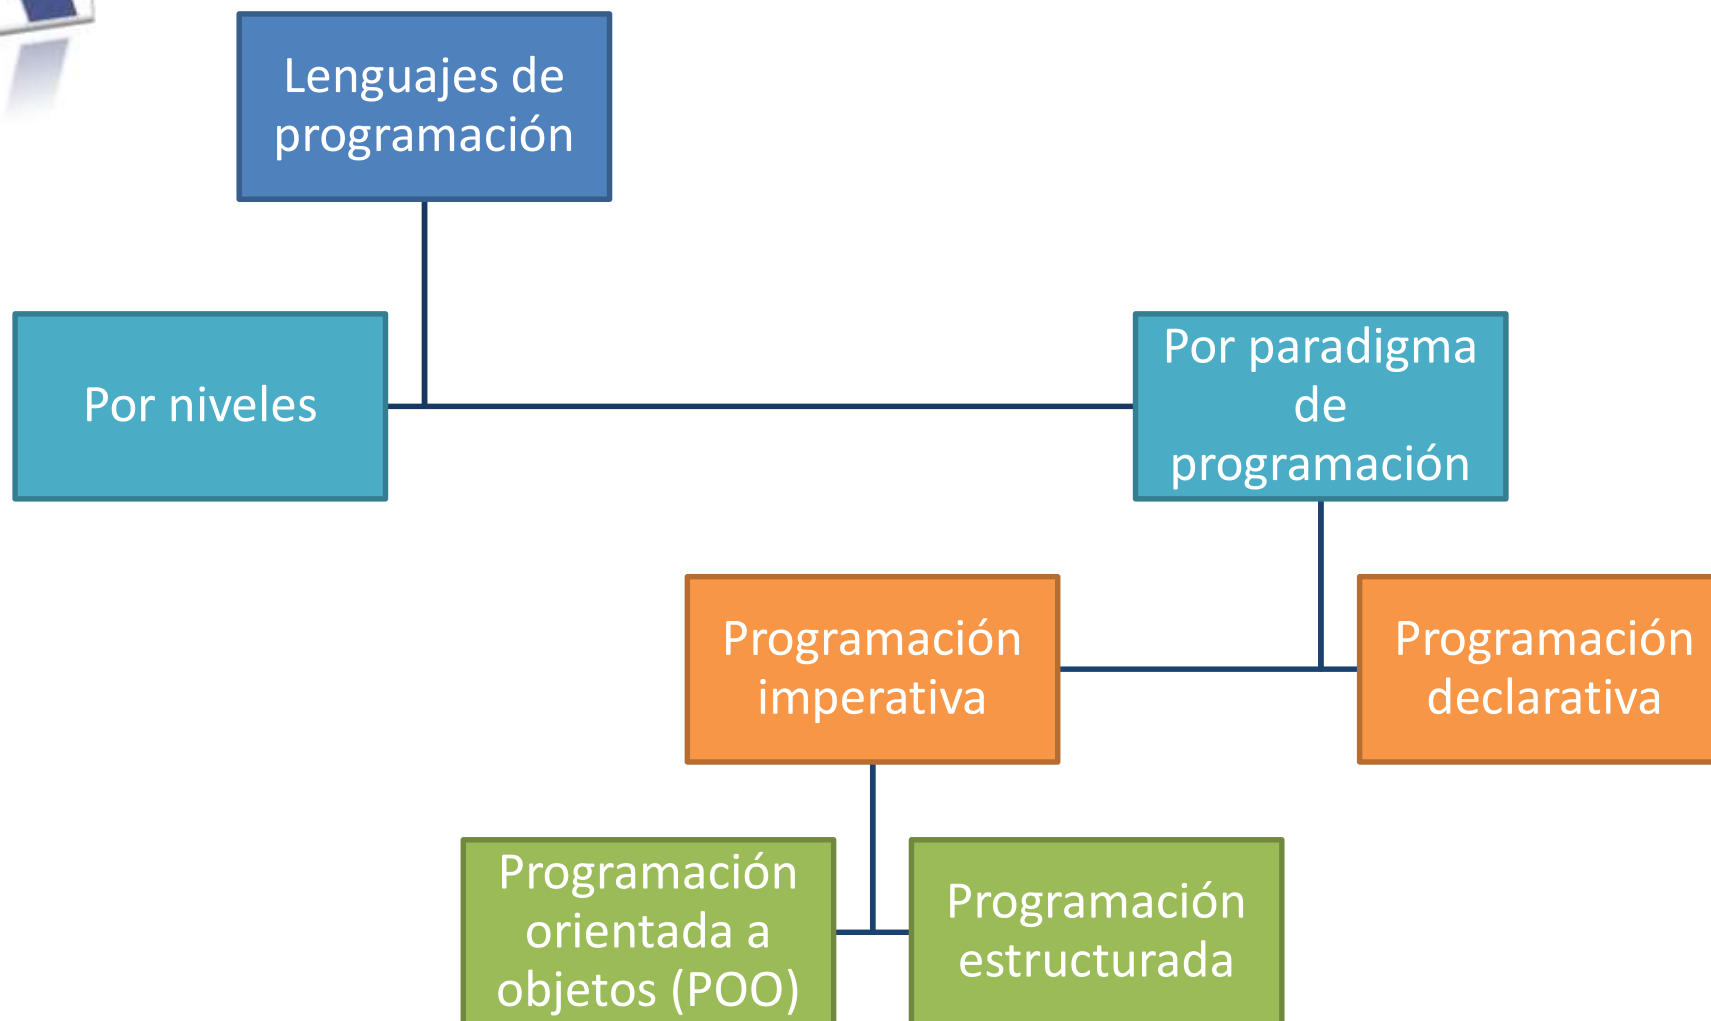 Lenguajes de
programación
Por niveles
Por paradigma
de
programación
Programación
imperativa
Programación
declarativa
Programación
orientada a
objetos (POO)
Programación
estructurada